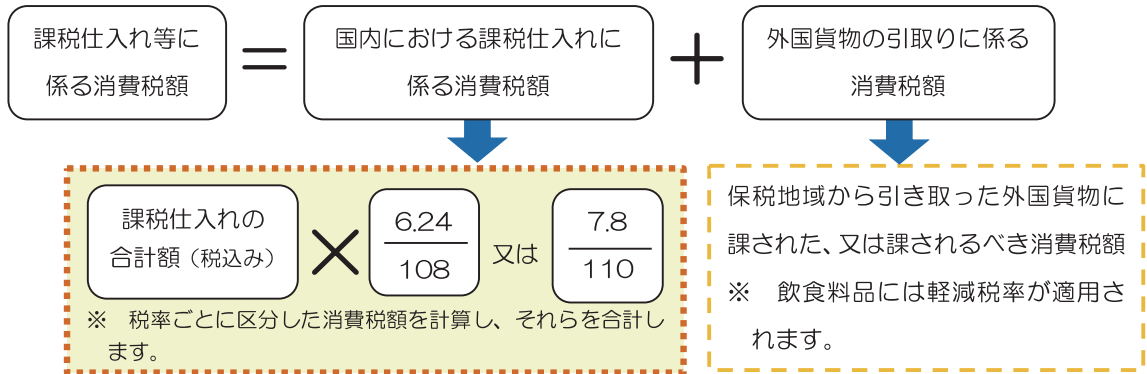 課税仕入れ等に
係る消費税額
=
国内における課税仕入れに
係る消費税額
+
外国貨物の引取りに係る
消費税額
課税仕入れの
合計額（税込み）
×
6.24
108
又は
7.8
110
※　税率ごとに区分した消費税額を計算し、それらを合計し
ます。
保税地域から引き取った外国貨物に
課された、又は課されるべき消費税額
※　飲食料品には軽減税率が適用さ
れます。